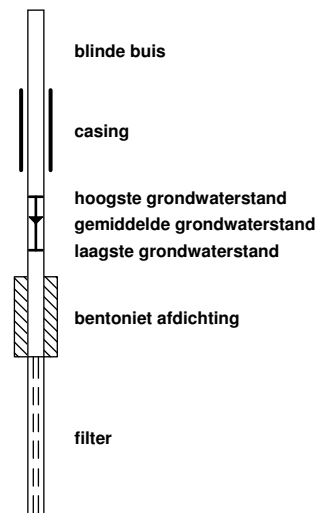 blinde buis
casing
hoogste grondwaterstand
gemiddelde grondwaterstand
laagste grondwaterstand
bentoniet afdichting
filter